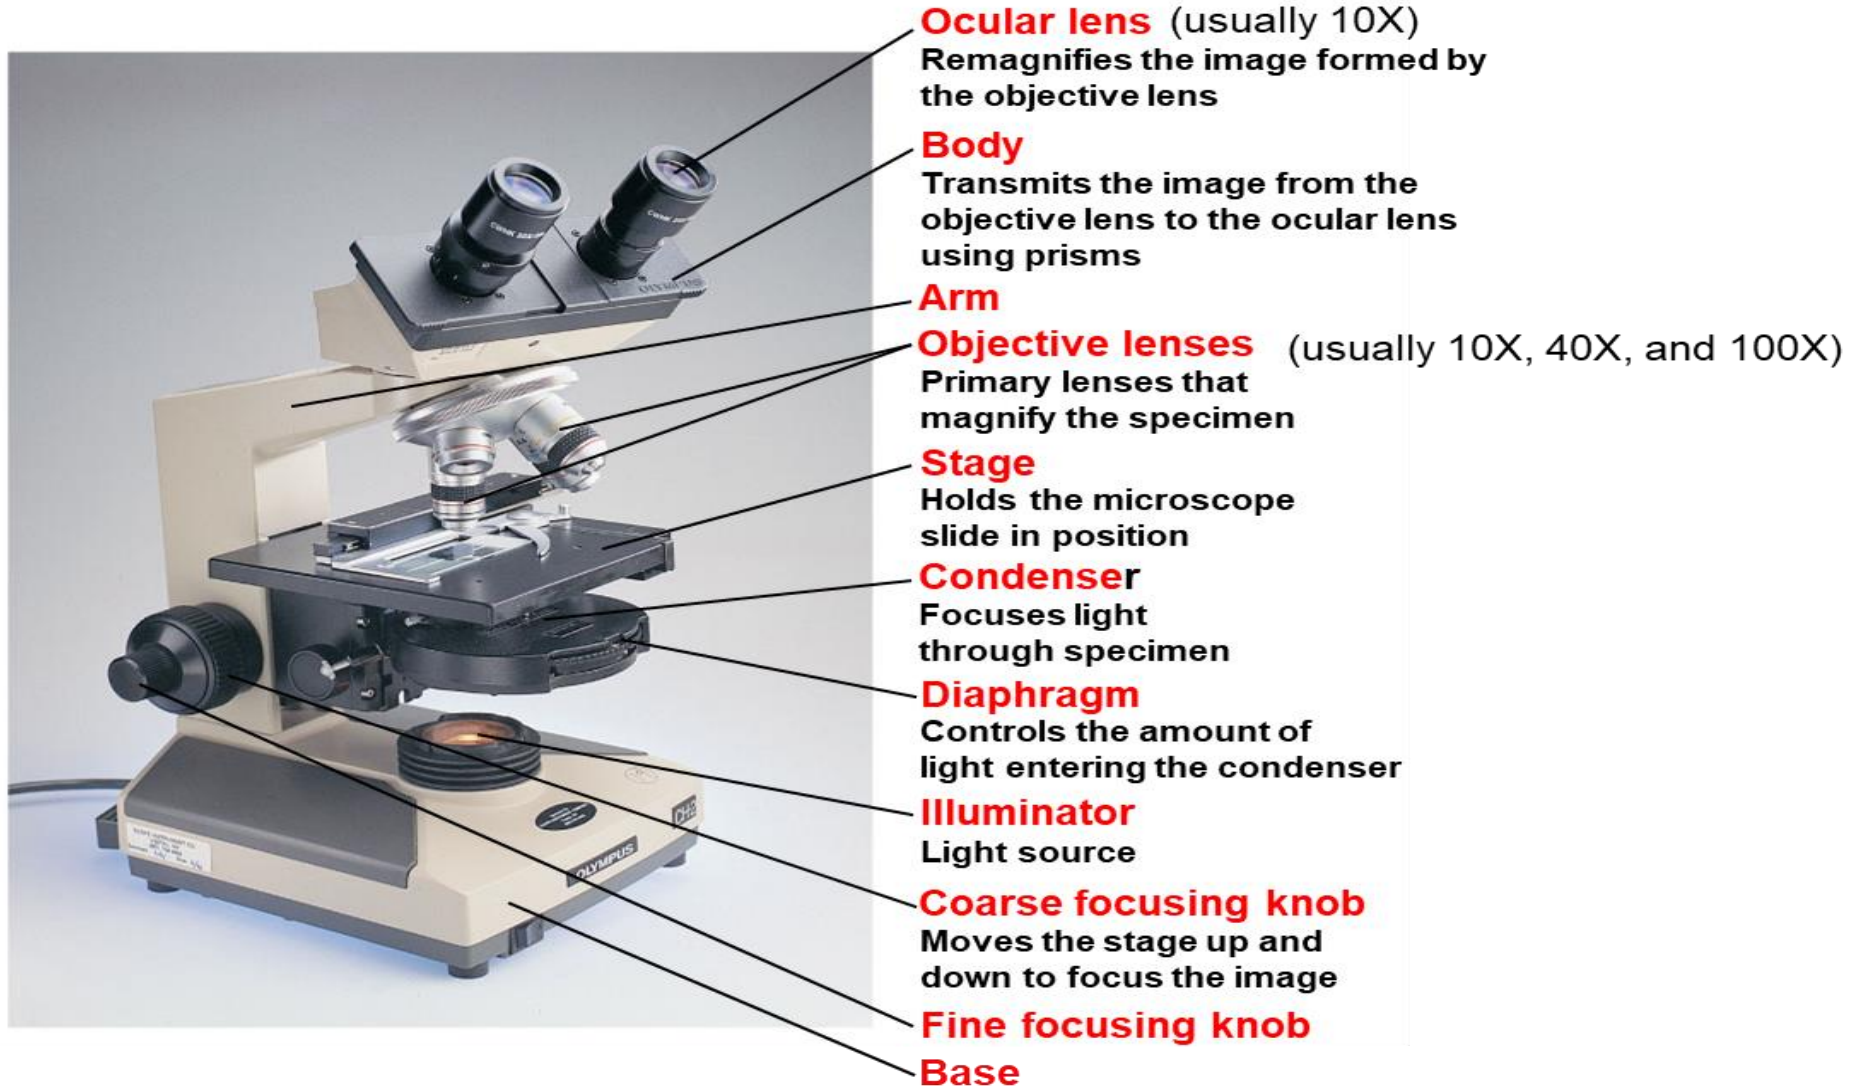 Ocular lens (usually 10X)
Remagnifies the image formed by
the objective lens
Body
Transmits the image from the
objective lens to the ocular lens
using prisms
Arm
Objective lenses (usually 10X, 40X, and 100X)
Primary lenses that
magnify the specimen
Stage
Holds the microscope
slide in position
Condenser
Focuses light
through specimen
Diaphragm
Controls the amount of
light entering the condenser
Illuminator
Light source
Coarse focusing knob
Moves the stage up and
down to focus the image
Fine focusing knob
Base
OLYMPUS
CH2
OLYMPUS